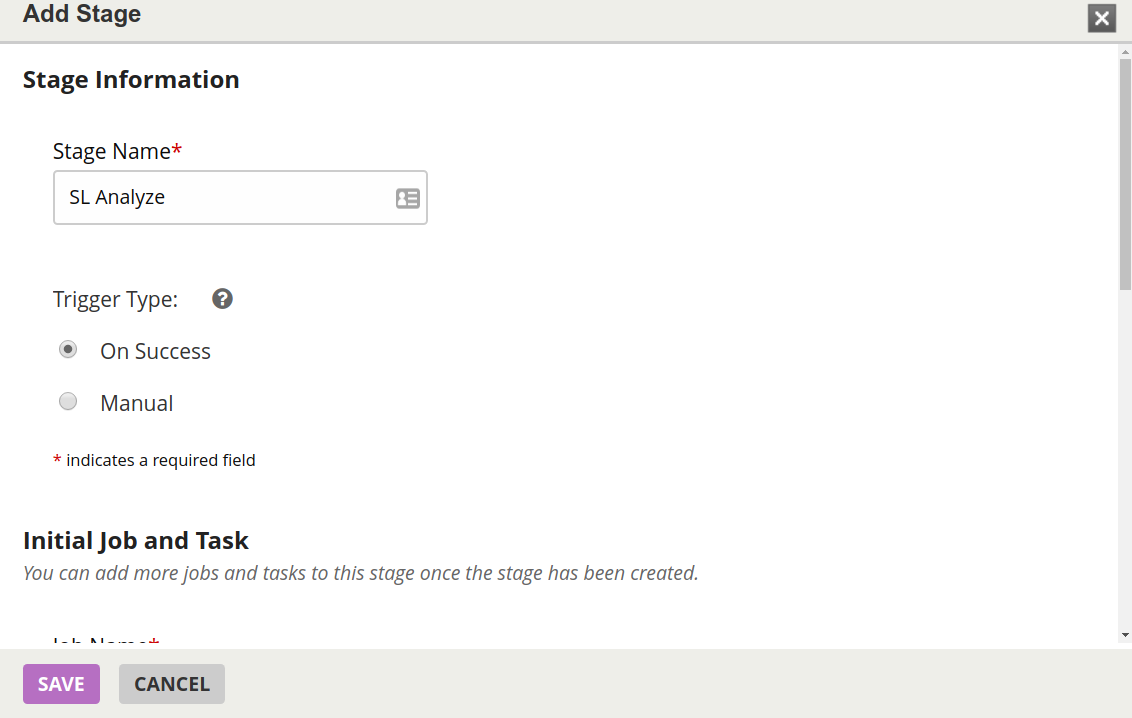 Add Stage
Stage Information
Stage Name*
SL Analyze
Trigger Type:
On Success
Manual
* indicates a required field
Initial Job and Task
You can add more jobs and tasks to this stage once the stage has been created.
Job Name*
SAVE CANCEL